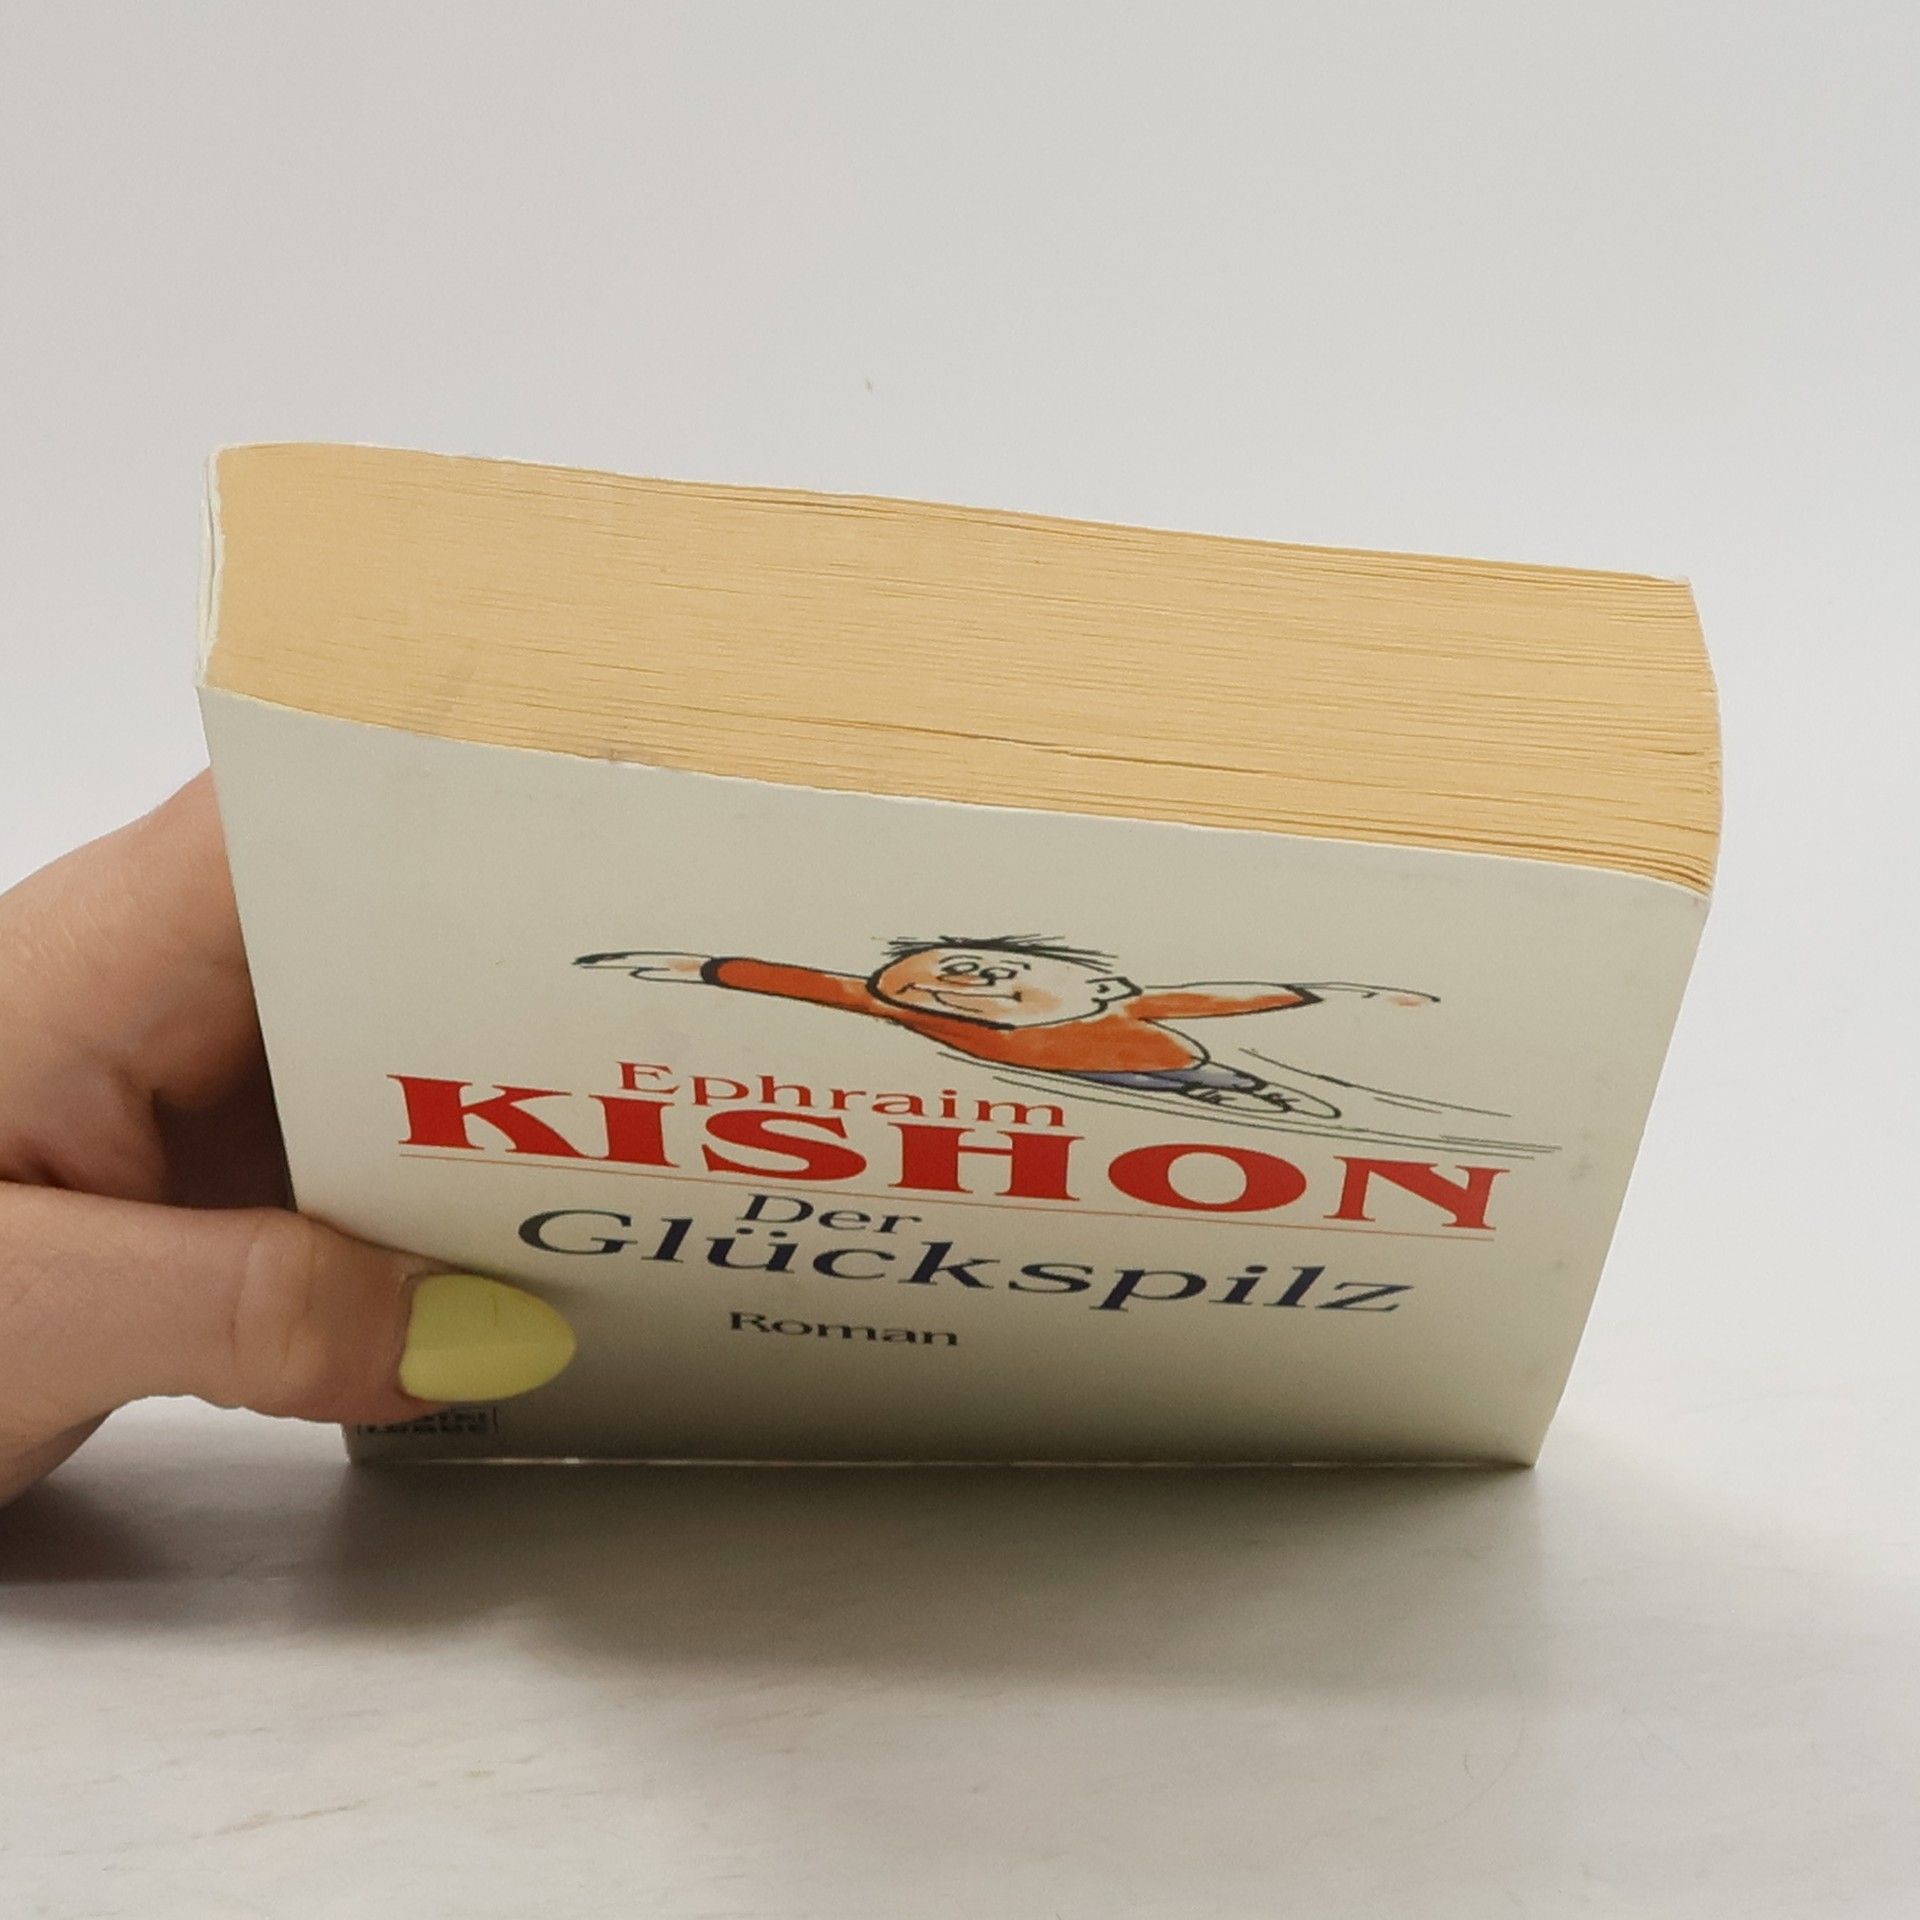 Ephraim
KISHON
Der
Glückspilz
Roman